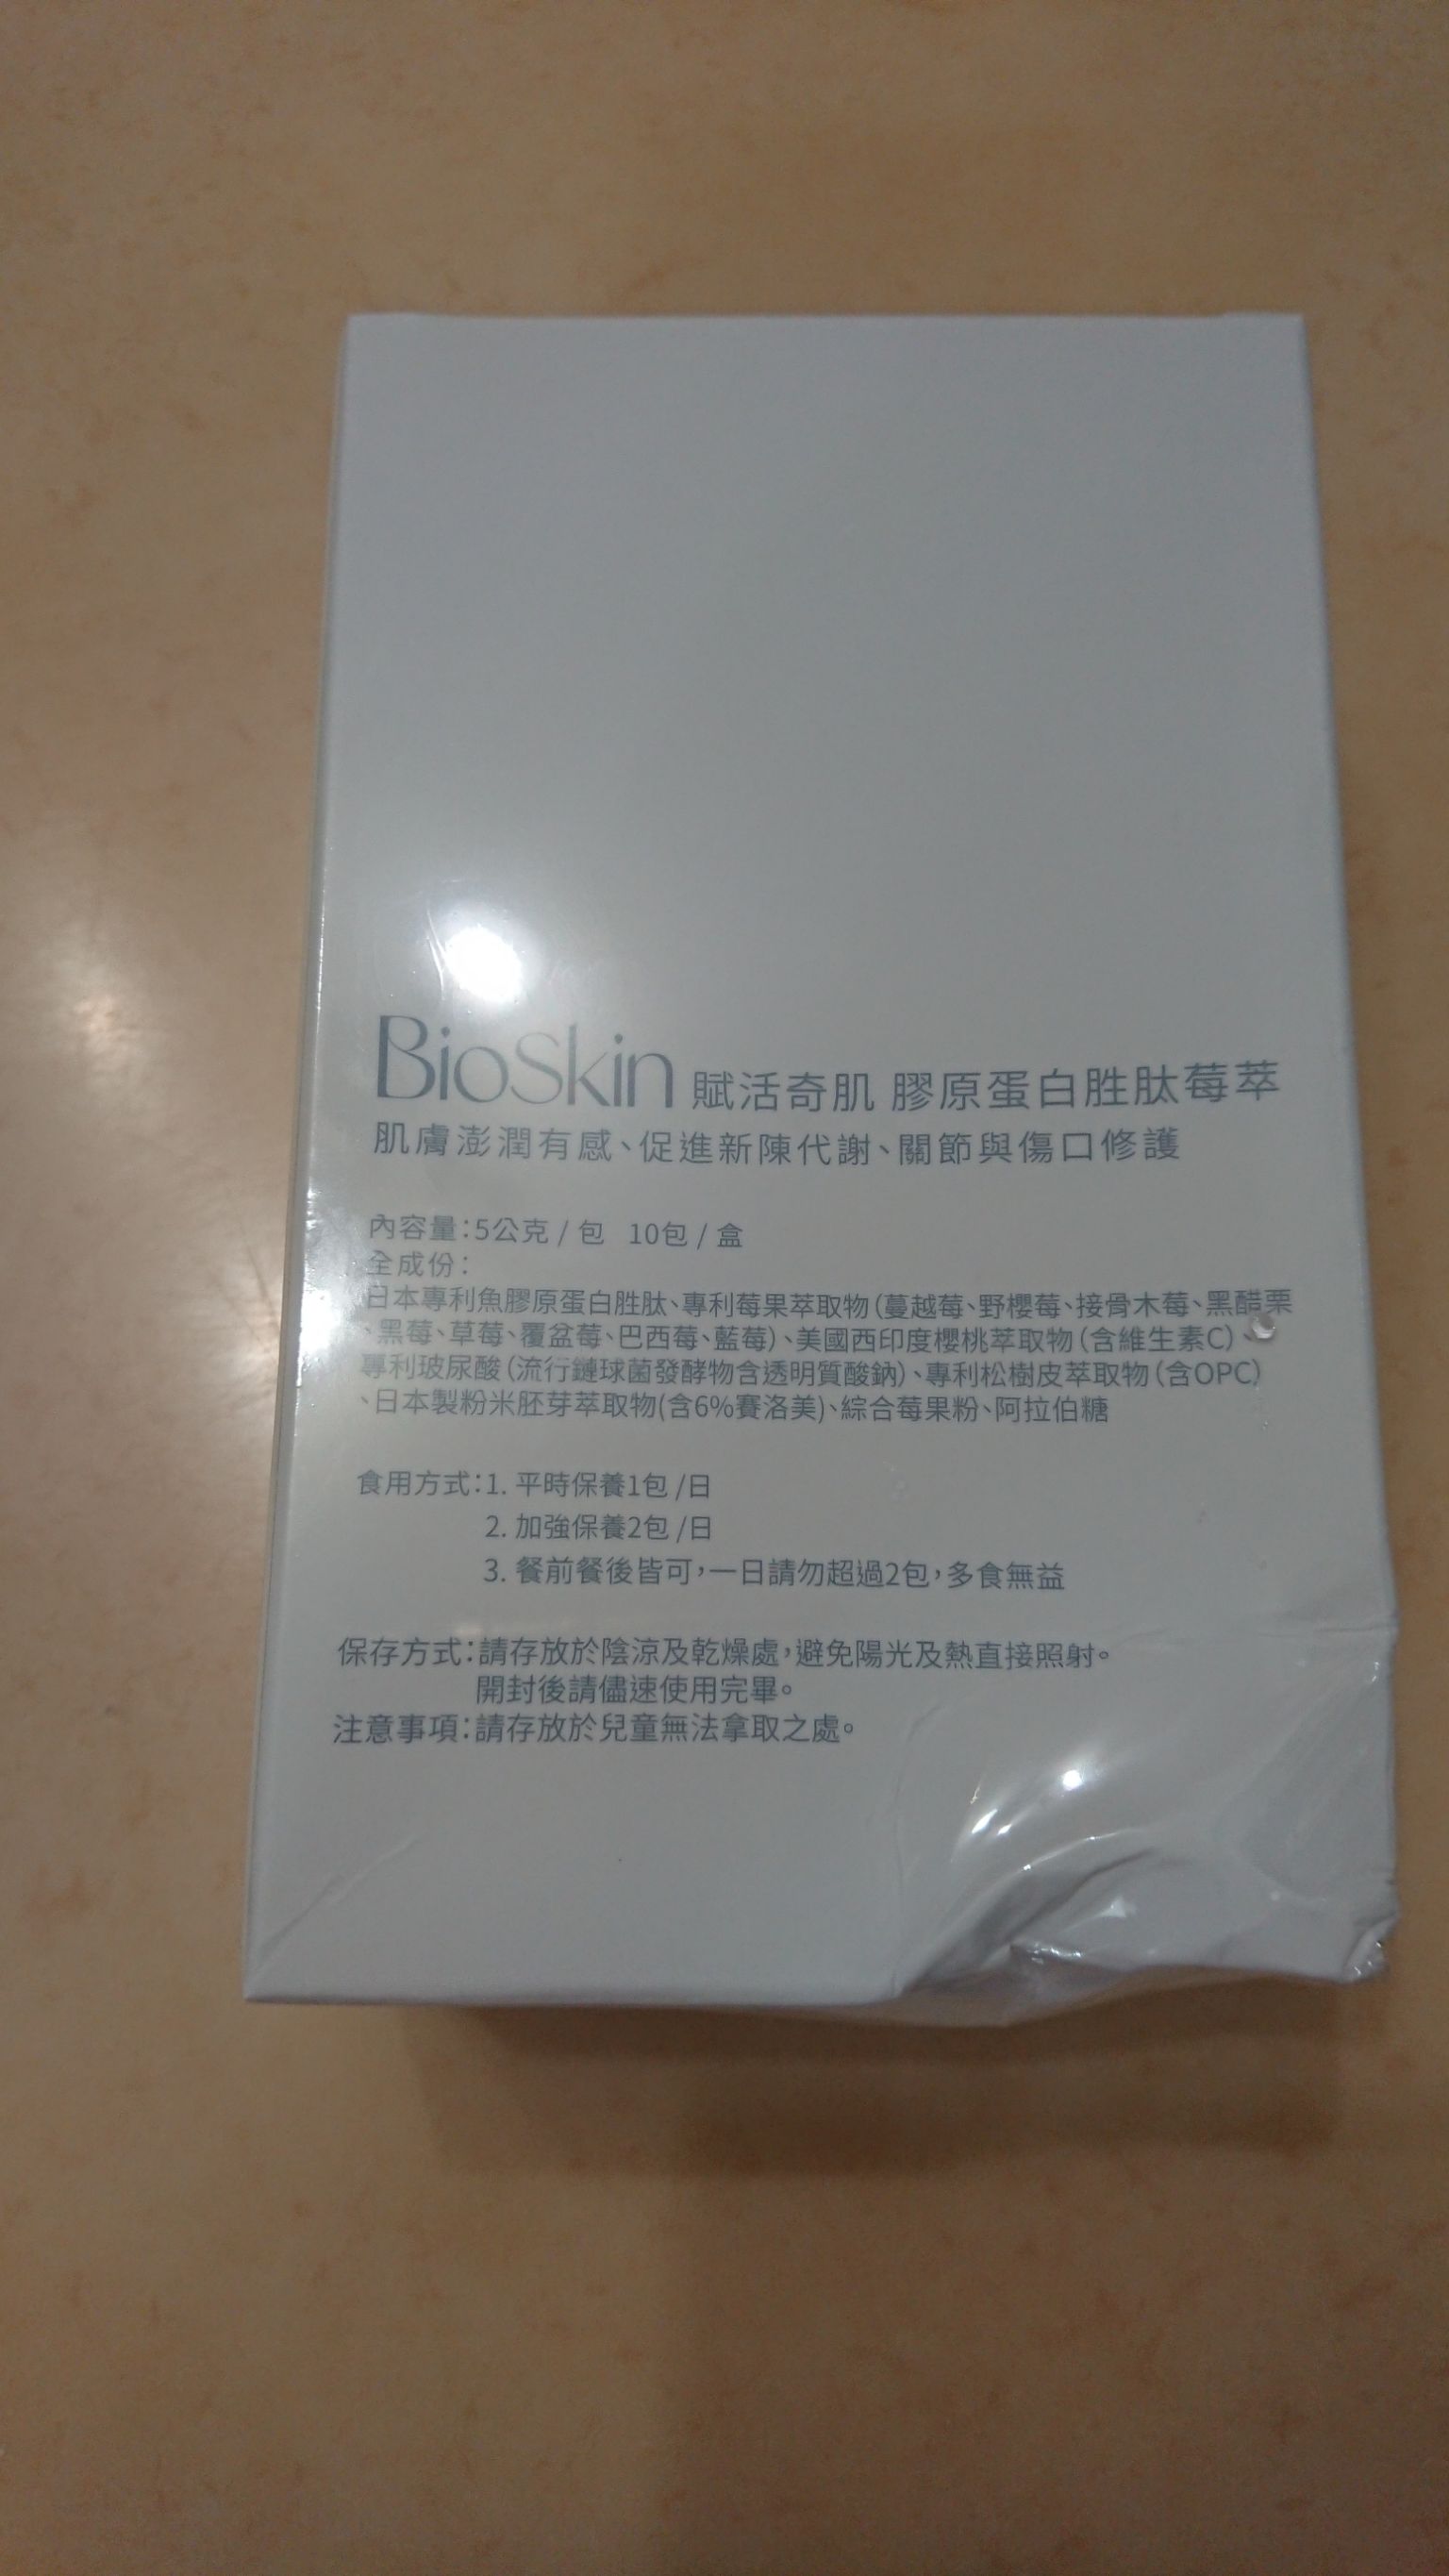 BioSkin 賦活奇肌 膠原蛋白胜肽莓萃
肌膚澎潤有感、促進新陳代謝、關節與傷口修護
內容量:5公克 / 包 10包 / 盒
全成份:
日本專利魚膠原蛋白胜肽、專利莓果萃取物(蔓越莓、野櫻莓、接骨木莓、黑醋栗
、黑莓、草莓、覆盆莓、巴西莓、藍莓)、美國西印度櫻桃萃取物(含維生素C)、
專利玻尿酸(流行鏈球菌發酵物含透明質酸鈉)、專利松樹皮萃取物(含OPC)
、日本製粉米胚芽萃取物(含6%賽洛美)、綜合莓果粉、阿拉伯糖
食用方式:1. 平時保養1包 /日
2. 加強保養2包 /日
3. 餐前餐後皆可,一日請勿超過2包,多食無益
保存方式:請存放於陰涼及乾燥處,避免陽光及熱直接照射。
開封後請儘速使用完畢。
注意事項:請存放於兒童無法拿取之處。